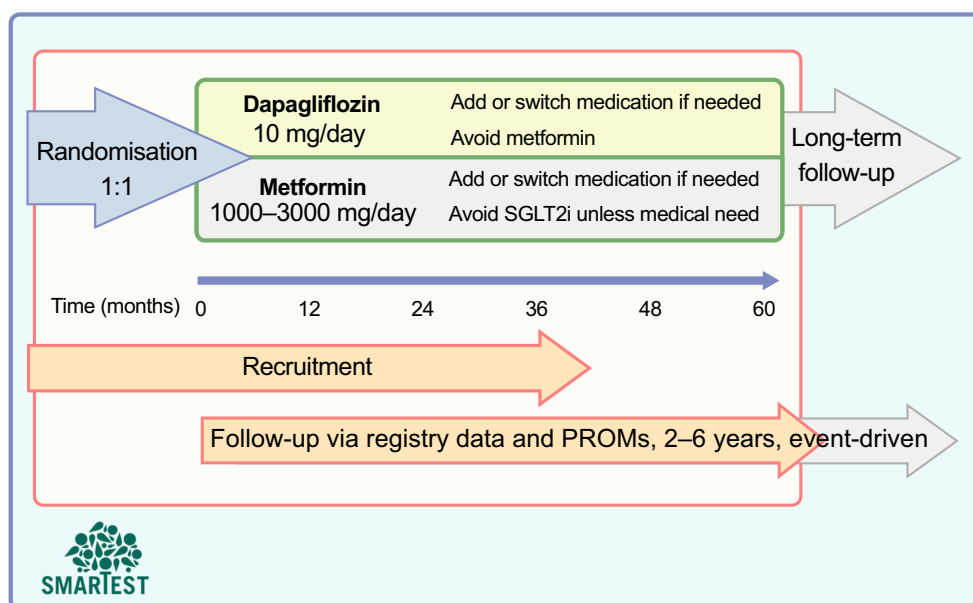 Dapagliflozin
10 mg/day
Add or switch medication if needed
Avoid metformin
Randomisation
1:1
Long-term
follow-up
Metformin
1000–3000 mg/day
Add or switch medication if needed
Avoid SGLT2i unless medical need
Time (months) 0 12 24 36 48 60
Recruitment
Follow-up via registry data and PROMs, 2–6 years, event-driven
SMARTEST